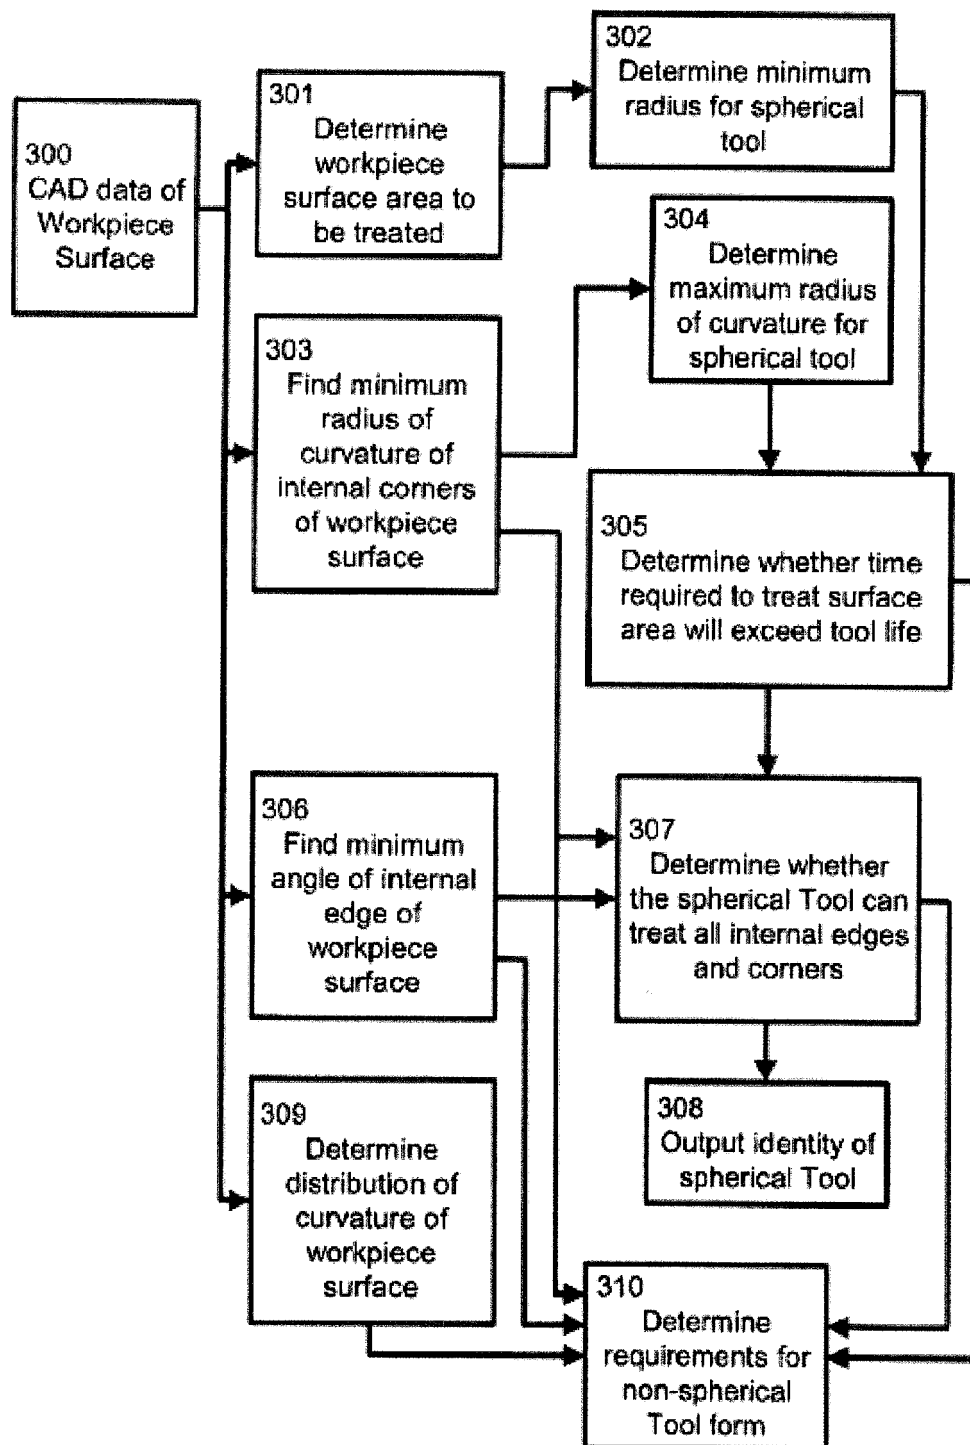 300
CAD data of
Workpiece
Surface
301
Determine
workpiece
surface area to
be treated
302
Determine minimum
radius for spherical
tool
303
Find minimum
radius of
curvature of
internal corners
of workpiece
surface
304
Determine
maximum radius
of curvature for
spherical tool
305
Determine whether time
required to treat surface
area will exceed tool life
306
Find minimum
angle of internal
edge of
workpiece
surface
307
Determine whether
the spherical Tool can
treat all internal edges
and corners
308
Output identity of
spherical Tool
309
Determine
distribution of
curvature of
workpiece
surface
310
Determine
requirements for
non-spherical
Tool form